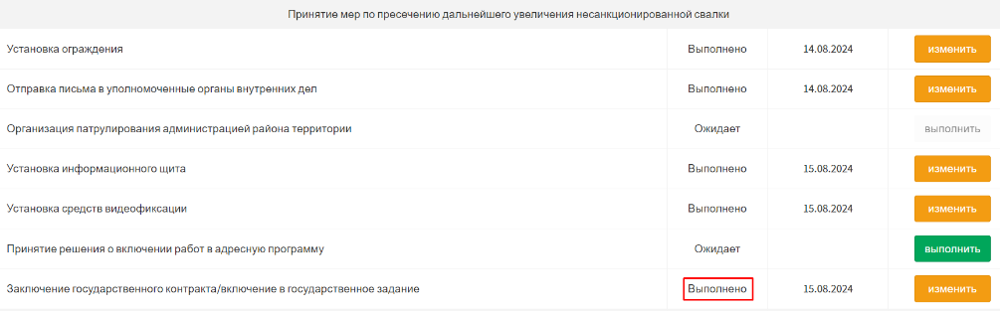 Принятие мер по пресечению дальнейшего увеличения несанкционированной свалки
Установка ограждения Выполнено 14.08.2024 изменить
Отправка письма в уполномоченные органы внутренних дел Выполнено 14.08.2024 изменить
Организация патрулирования администрацией района территории Ожидает выполнить
Установка информационного щита Выполнено 15.08.2024 изменить
Установка средств видеофиксации Выполнено 15.08.2024 изменить
Принятие решения о включении работ в адресную программу Ожидает выполнить
Заключение государственного контракта/включение в государственное задание Выполнено 15.08.2024 изменить